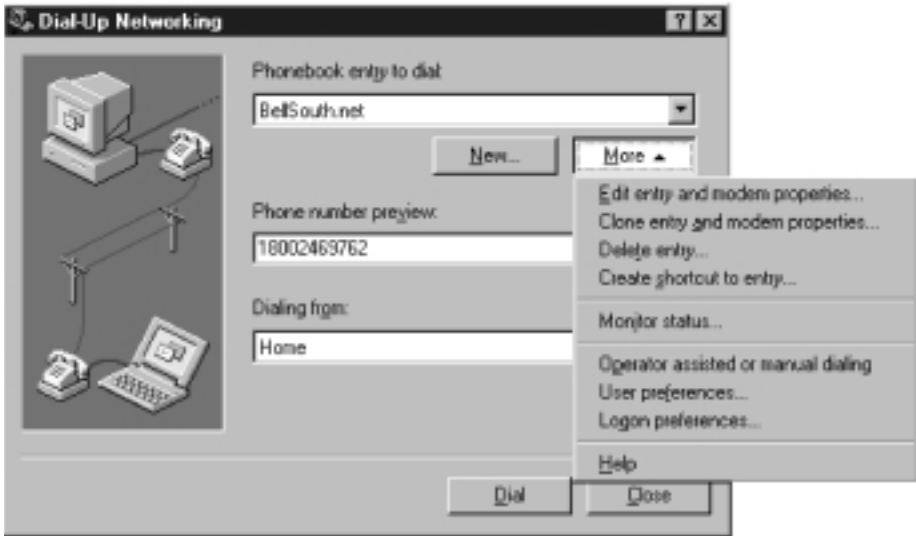 Dial-Up Networking
Phonebook entry to dial:
BellSouth.net
New...
More
Phone number preview:
18002469762
Dialing from:
Home
Edit entry and modem properties...
Clone entry and modem properties...
Delete entry...
Create shortcut to entry...
Monitor status...
Operator assisted or manual dialing
User preferences...
Logon preferences...
Help
Dial
Close